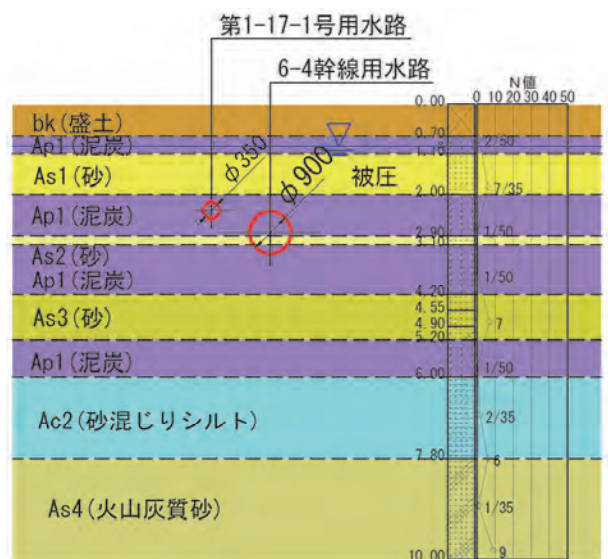 第1-17-1号用水路
6-4幹線用水路
N値
0 10 20 30 40 50
0.00
bk(盛土)
0.70
Ap1(泥炭)
2/50
φ350
φ900
As1(砂)
被圧
2.00
7/35
Ap1(泥炭)
2.90
1/50
3.10
As2(砂)
Ap1(泥炭)
1/50
4.20
As3(砂)
4.55
4.90
7
5.20
Ap1(泥炭)
1/50
6.00
Ac2(砂混じりシルト)
2/35
7.80
6
As4(火山灰質砂)
1/35
10.00
9